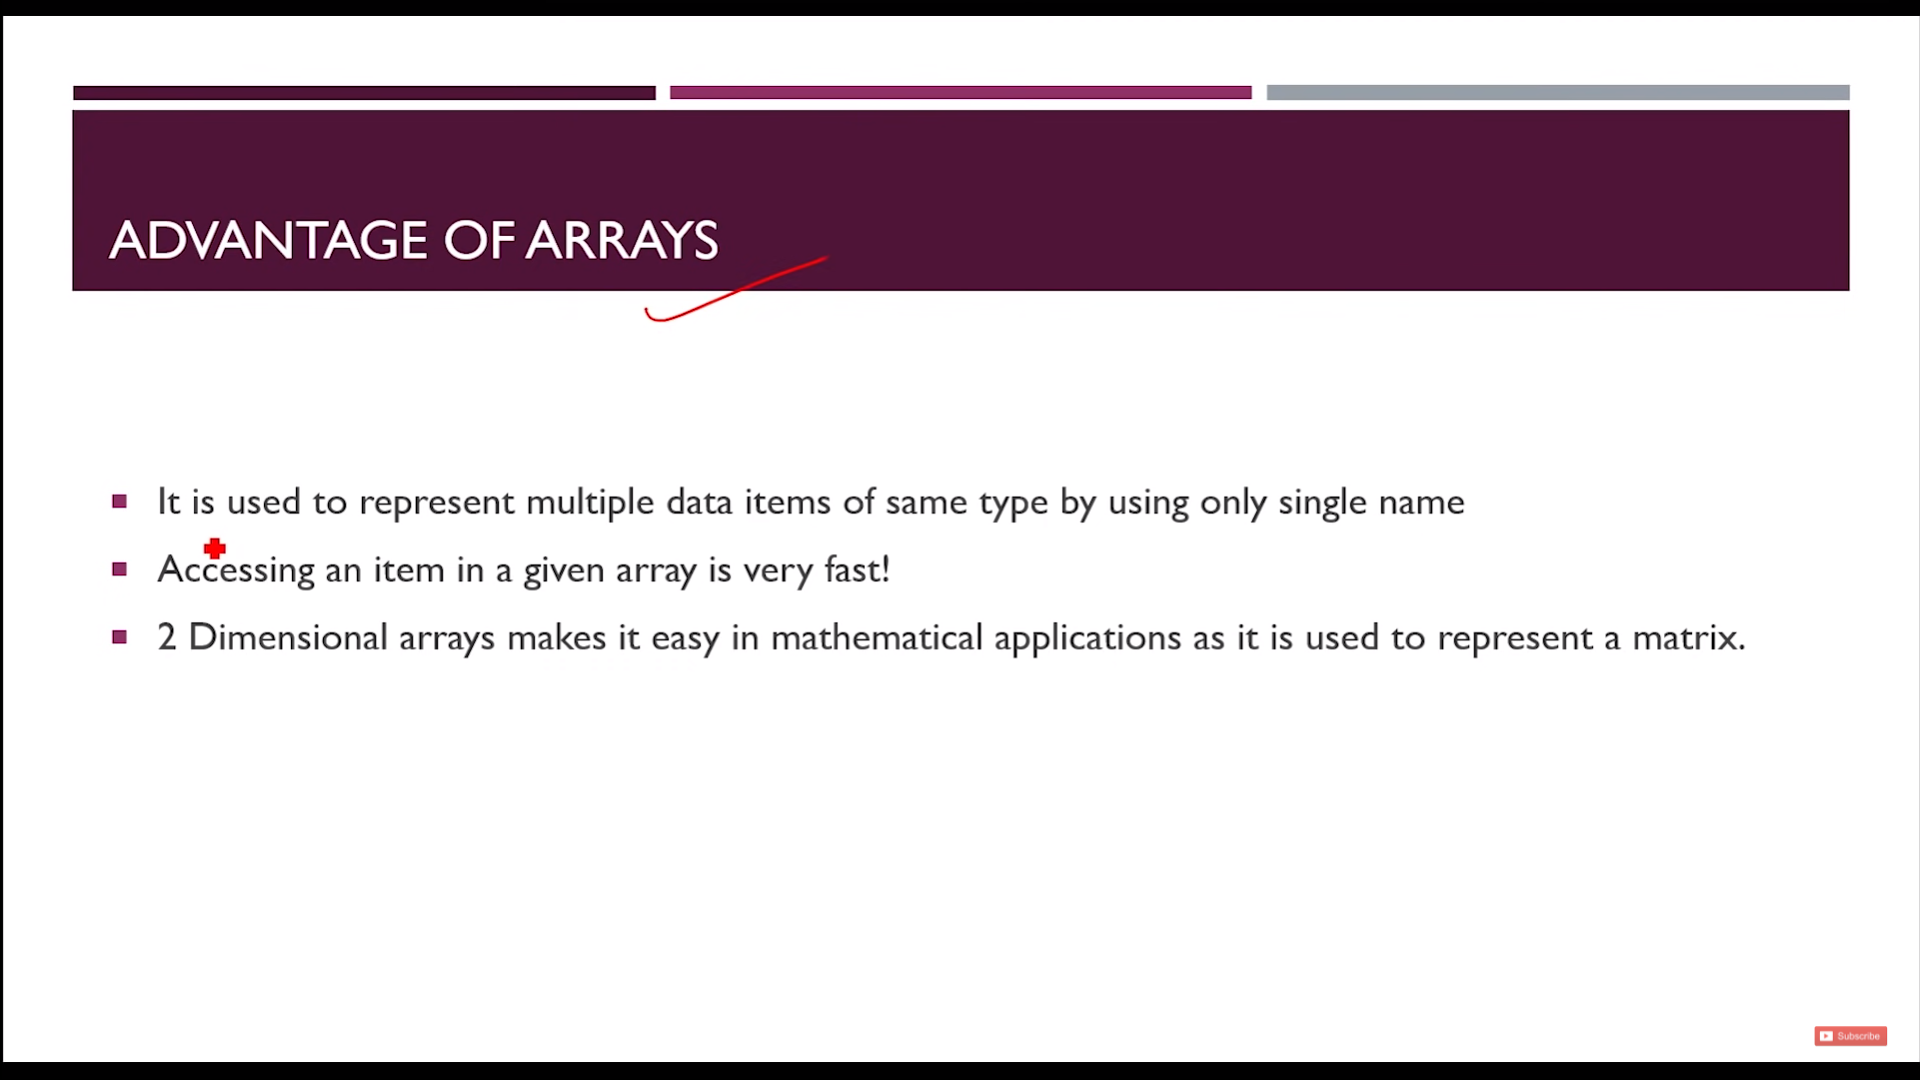 ADVANTAGE OF ARRAYS
It is used to represent multiple data items of same type by using only single name
Accessing an item in a given array is very fast!
2 Dimensional arrays makes it easy in mathematical applications as it is used to represent a matrix.
Subscribe